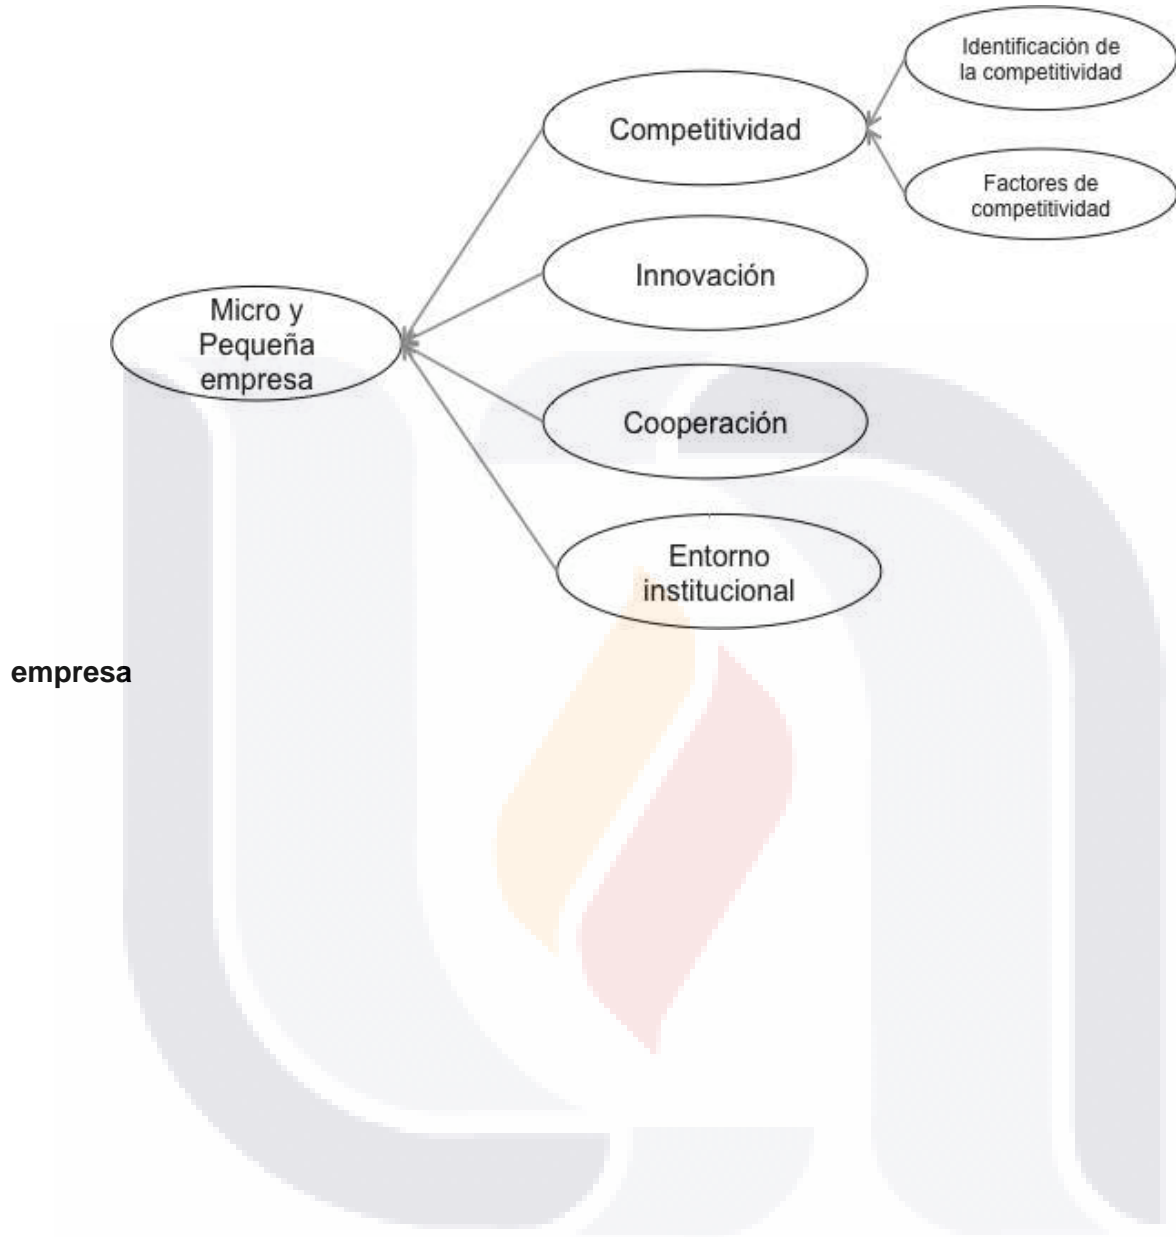 Identificación de
la competitividad
Competitividad
Factores de
competitividad
Innovación
Micro y
Pequeña
empresa
Cooperación
Entorno
institucional
empresa